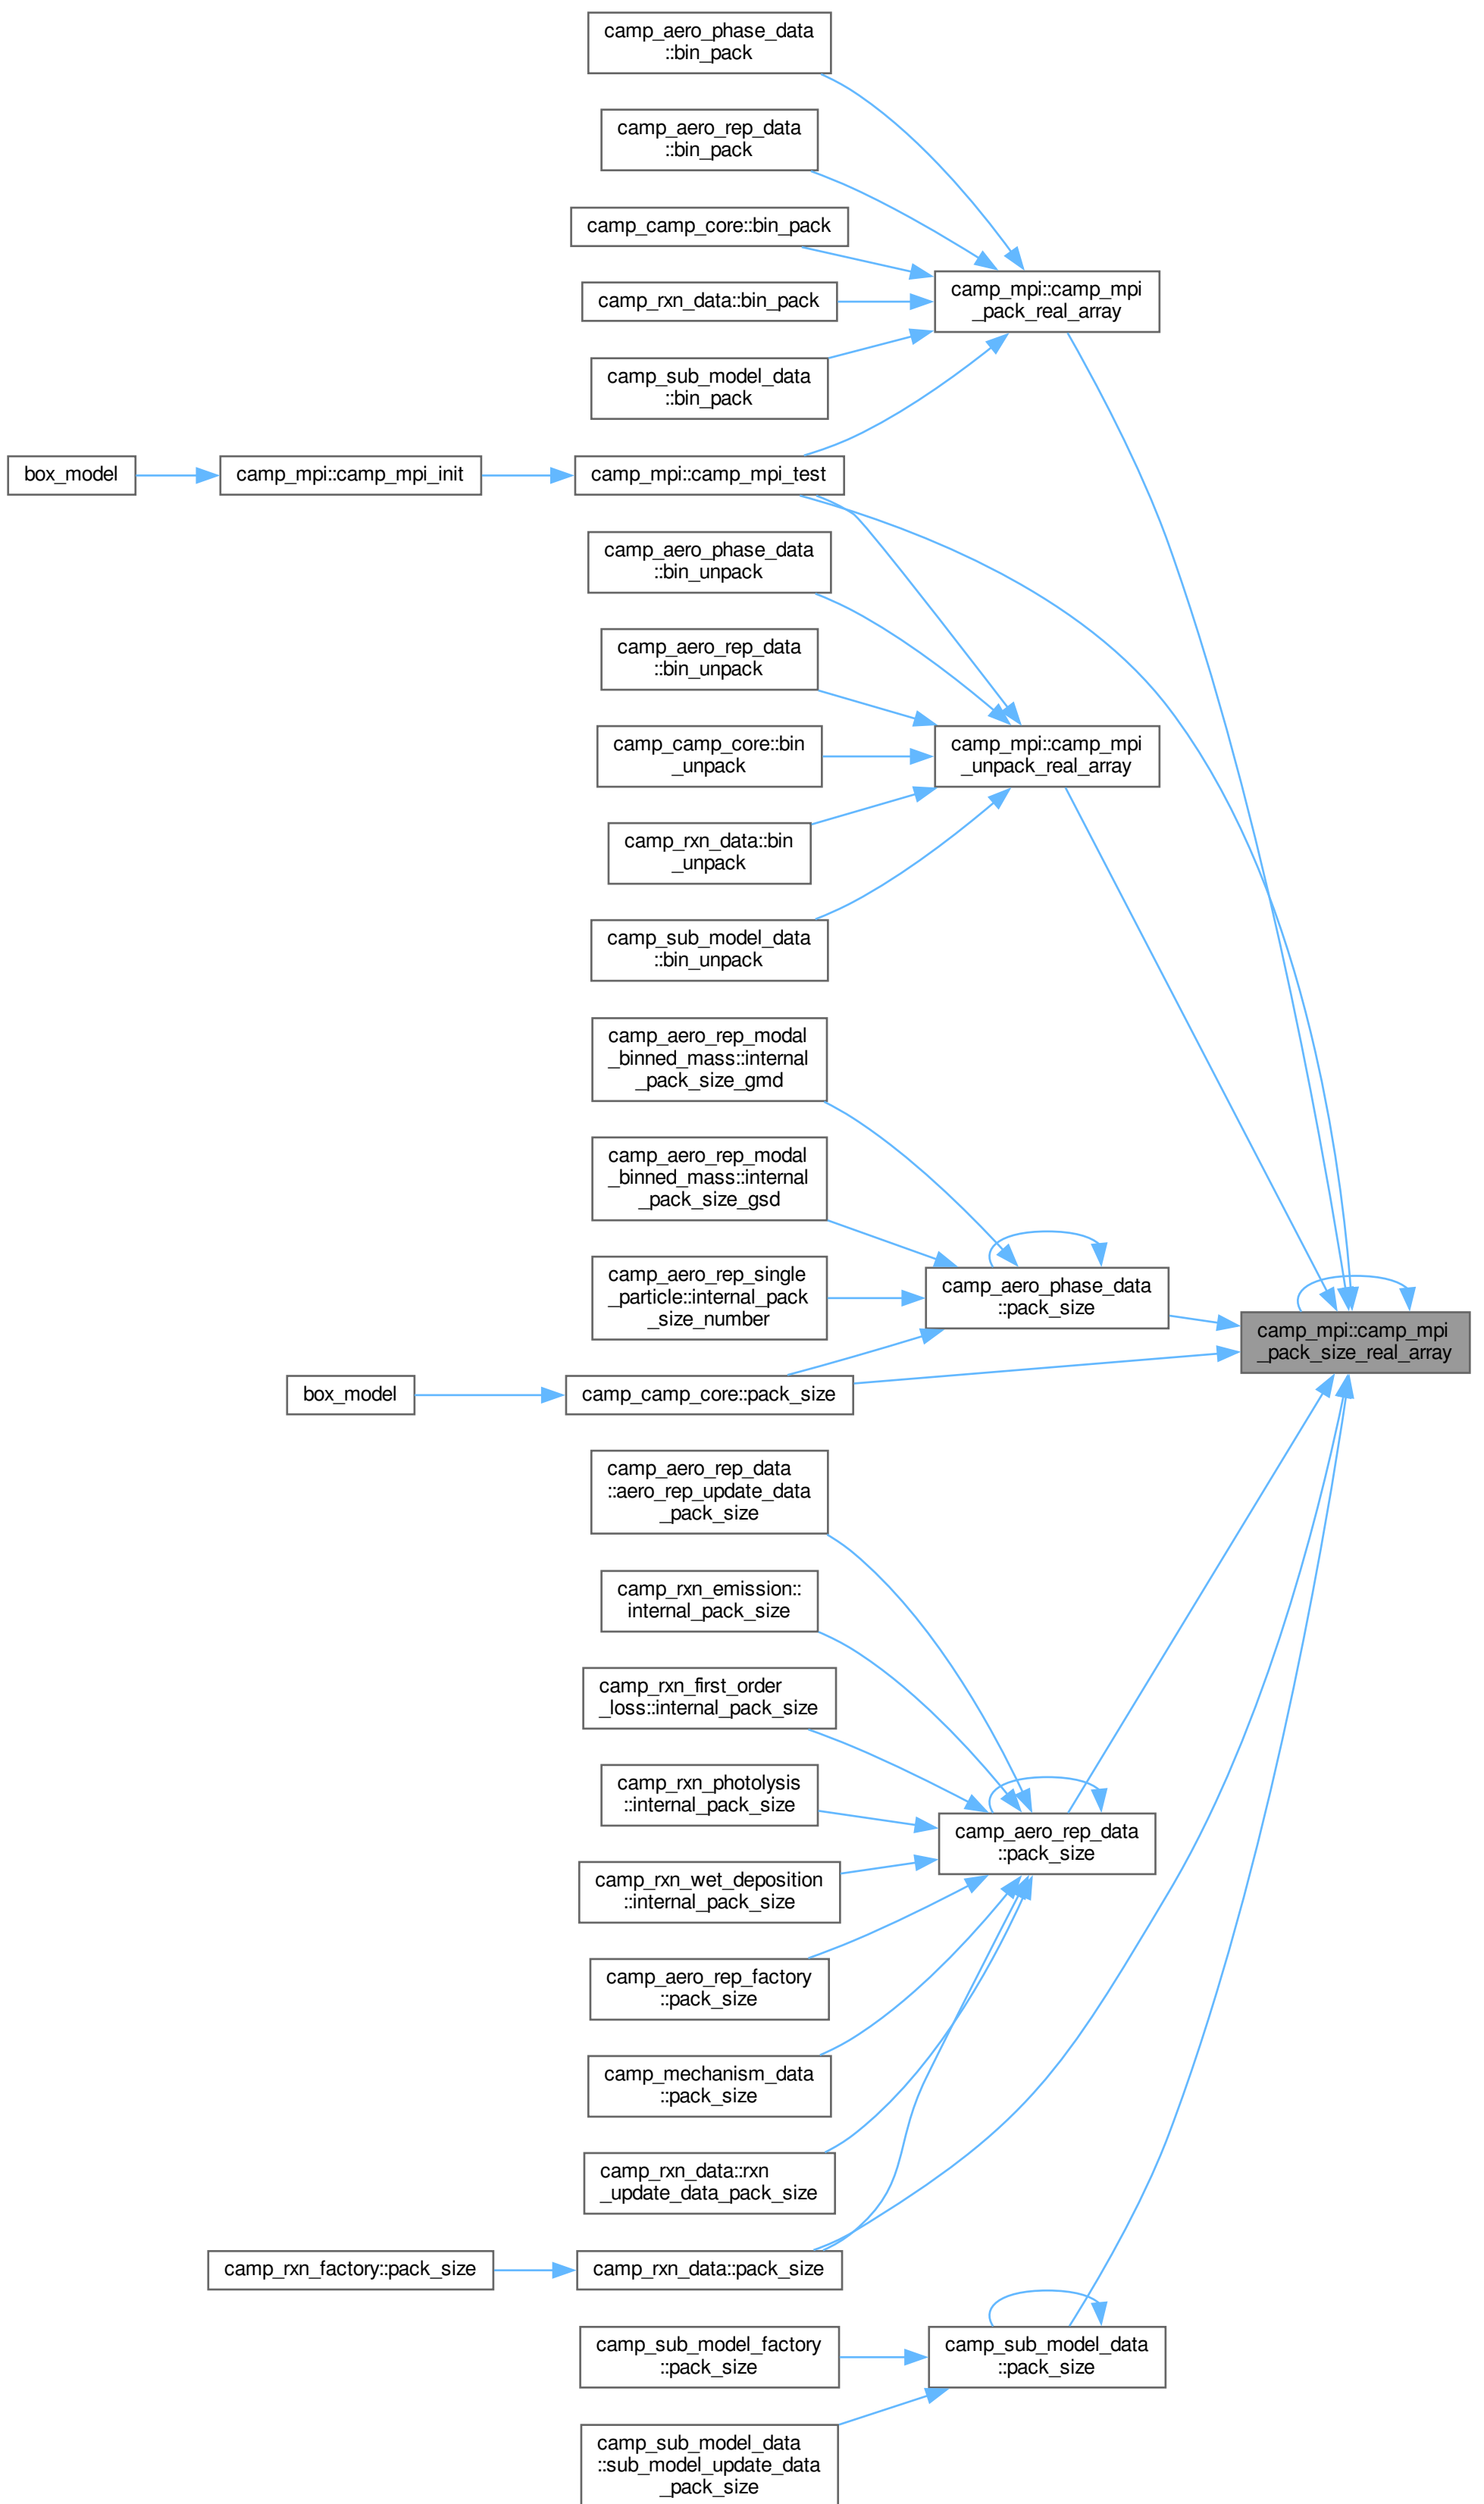 camp_aero_phase_data
::bin_pack
camp_aero_rep_data
::bin_pack
camp_camp_core::bin_pack
camp_mpi::camp_mpi
_pack_real_array
camp_rxn_data::bin_pack
camp_sub_model_data
::bin_pack
box_model
camp_mpi::camp_mpi_init
camp_mpi::camp_mpi_test
camp_aero_phase_data
::bin_unpack
camp_aero_rep_data
::bin_unpack
camp_camp_core::bin
_unpack
camp_mpi::camp_mpi
_unpack_real_array
camp_rxn_data::bin
_unpack
camp_sub_model_data
::bin_unpack
camp_aero_rep_modal
_binned_mass::internal
_pack_size_gmd
camp_aero_rep_modal
_binned_mass::internal
_pack_size_gsd
camp_aero_rep_single
_particle::internal_pack
_size_number
camp_aero_phase_data
::pack_size
camp_mpi::camp_mpi
_pack_size_real_array
box_model
camp_camp_core::pack_size
camp_aero_rep_data
::aero_rep_update_data
_pack_size
camp_rxn_emission::
internal_pack_size
camp_rxn_first_order
_loss::internal_pack_size
camp_rxn_photolysis
::internal_pack_size
camp_aero_rep_data
::pack_size
camp_rxn_wet_deposition
::internal_pack_size
camp_aero_rep_factory
::pack_size
camp_mechanism_data
::pack_size
camp_rxn_data::rxn
_update_data_pack_size
camp_rxn_factory::pack_size
camp_rxn_data::pack_size
camp_sub_model_factory
::pack_size
camp_sub_model_data
::pack_size
camp_sub_model_data
::sub_model_update_data
_pack_size